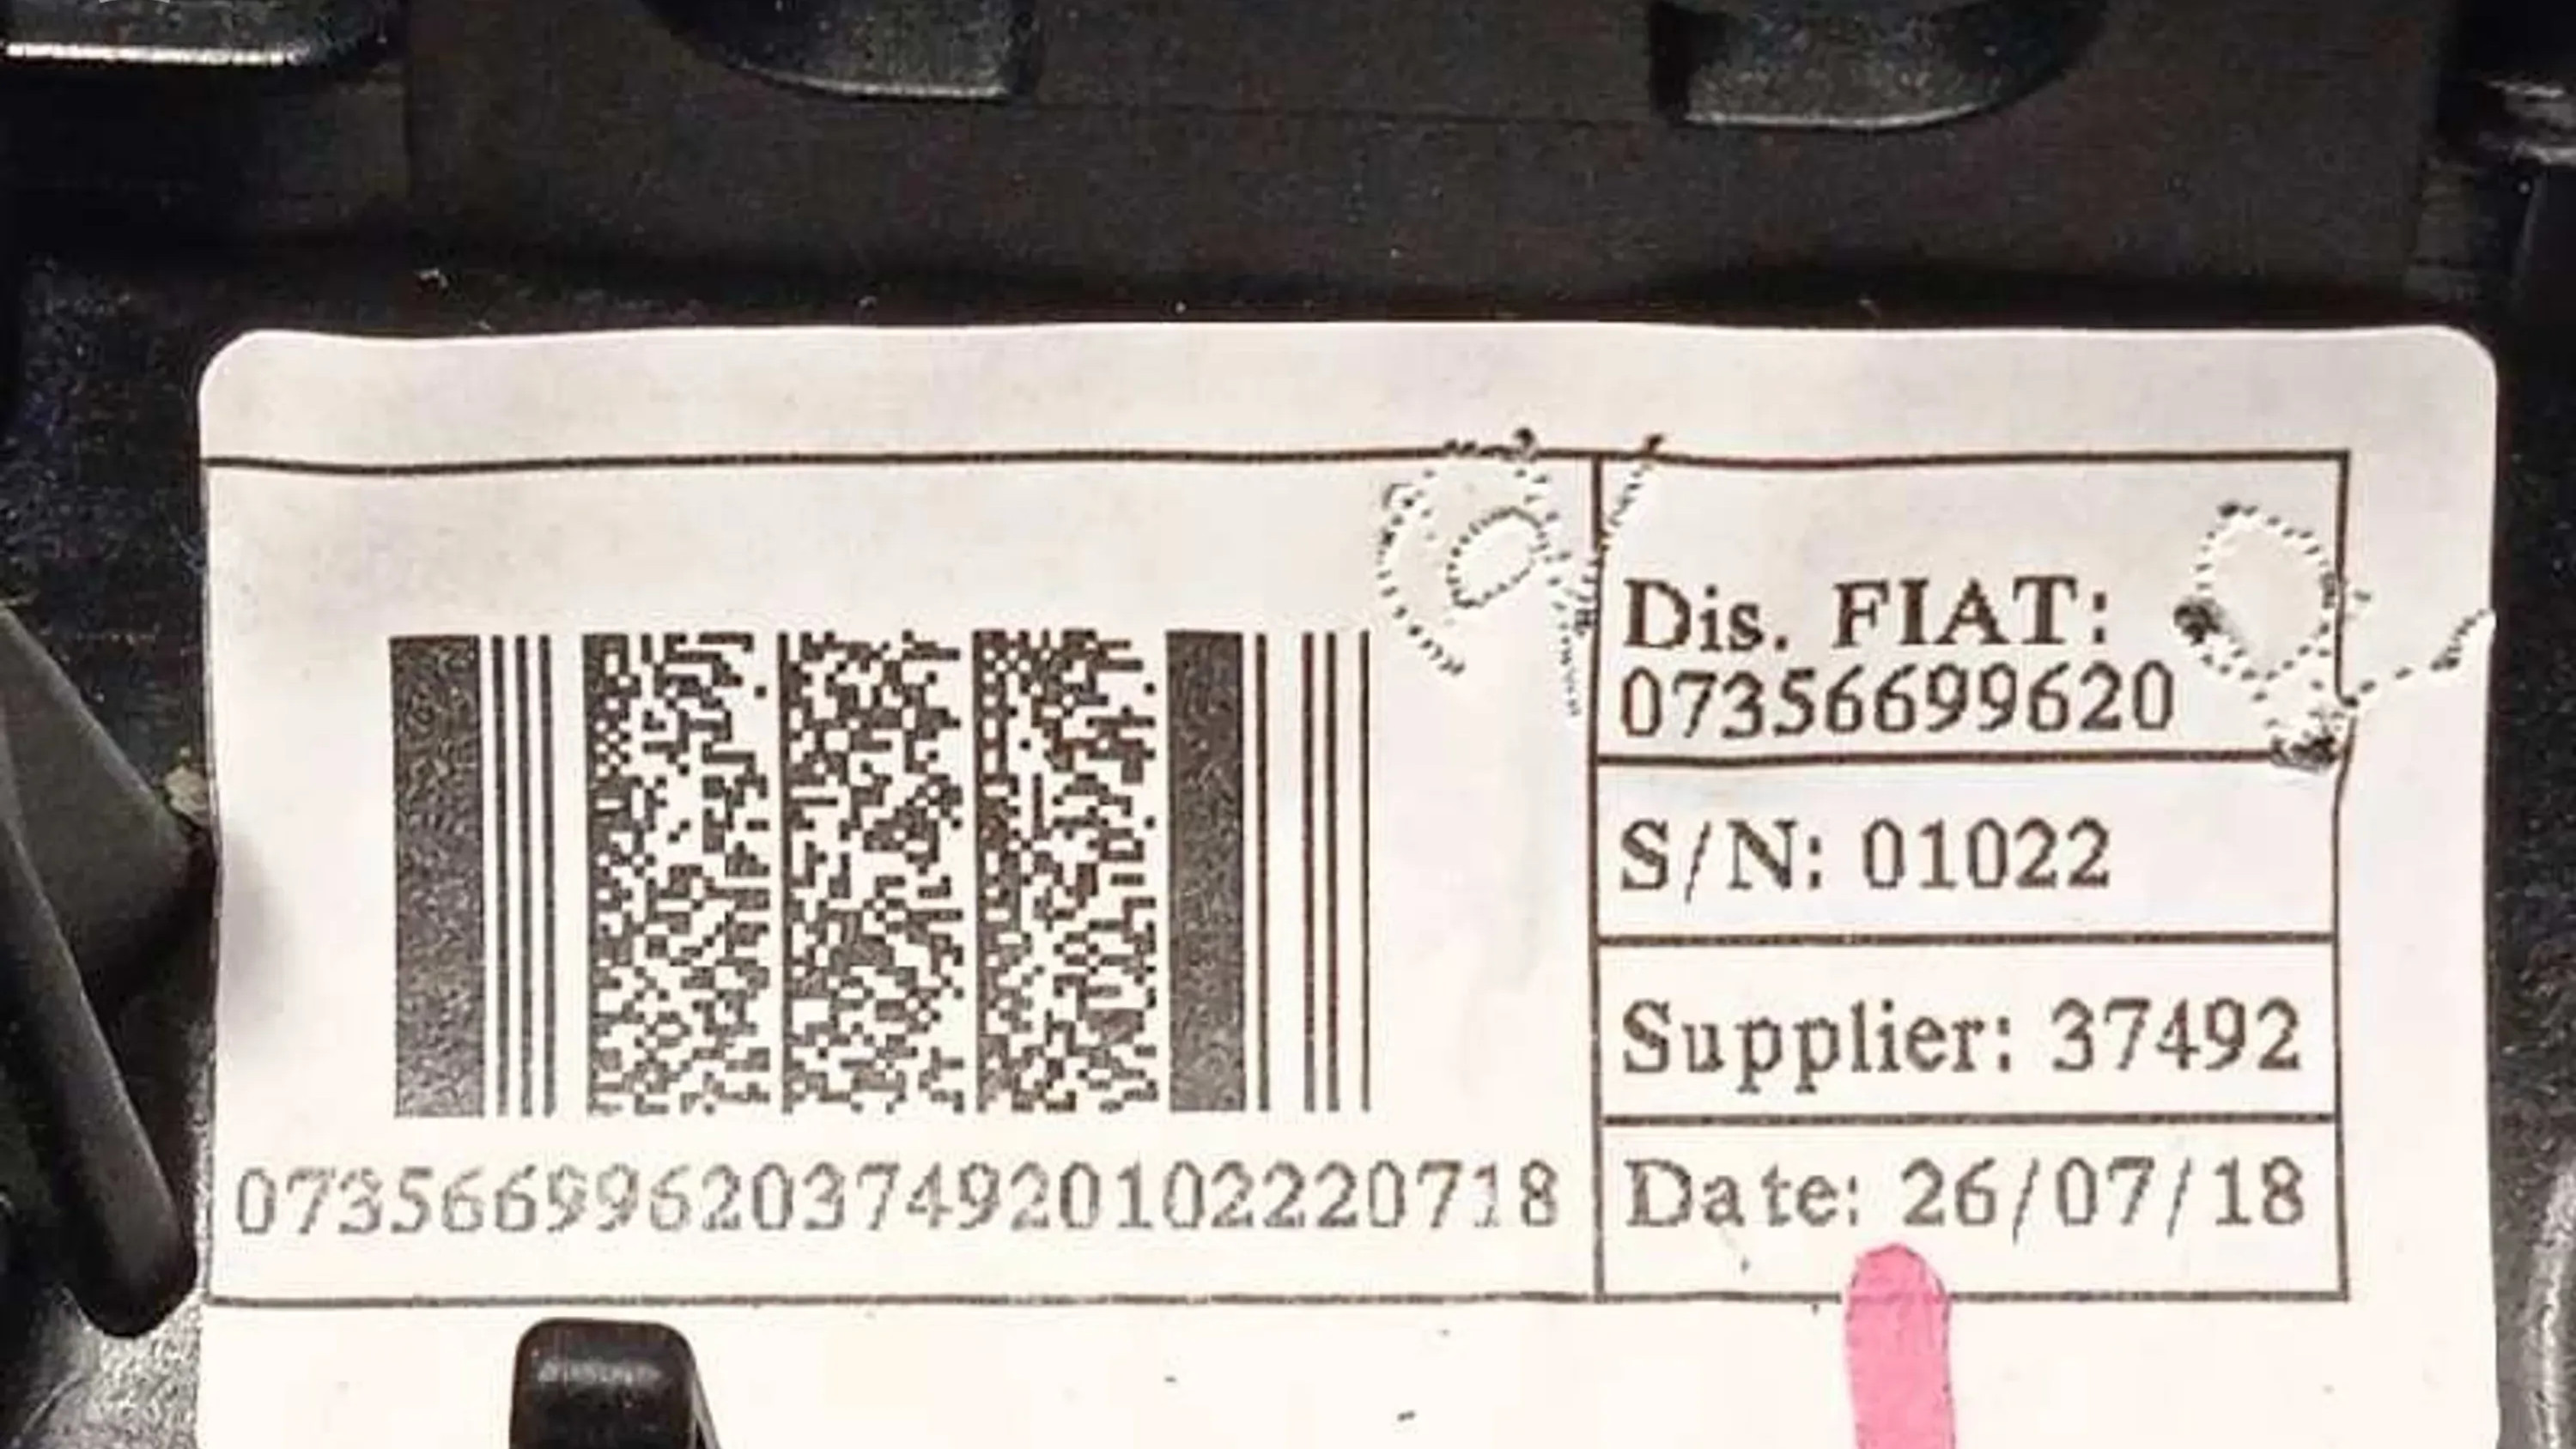 Dis. FIAT:
07356699620
S/N: 01022
Supplier: 37492
Date: 26/07/18
07356699620374920102220718